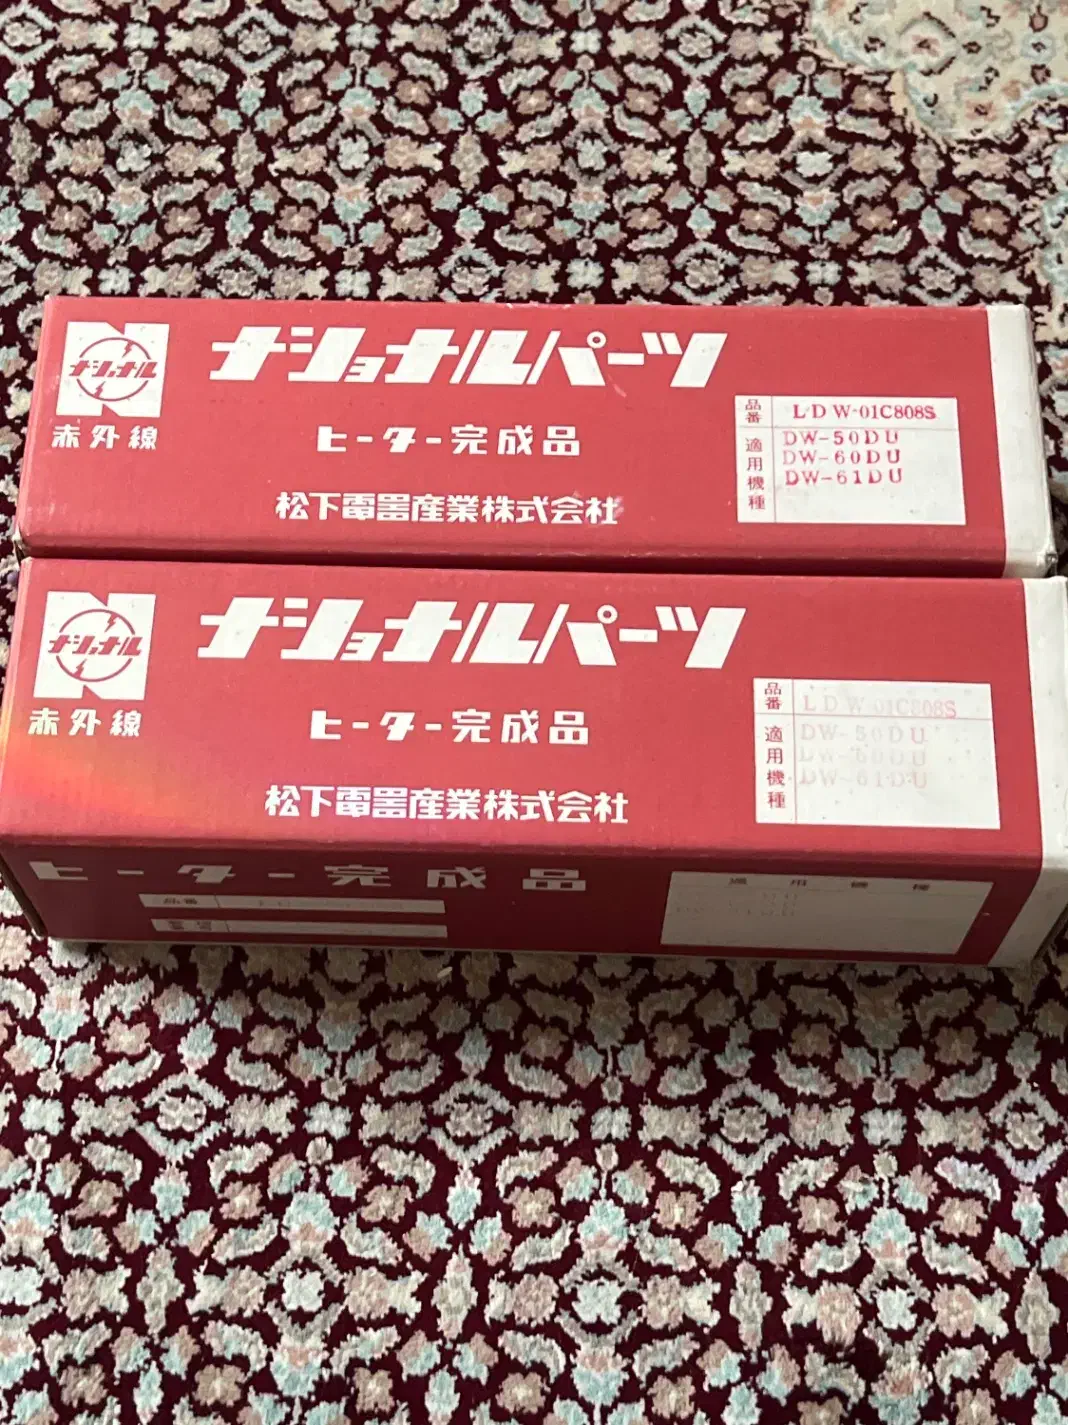 ナショナルパーツ
ナショナル
赤外線
ヒーター完成品
松下電器産業株式会社
品番 LDW-01C808S
適用機種 DW-50DU
DW-60DU
DW-61DU
ナショナルパーツ
ナショナル
赤外線
ヒーター完成品
松下電器産業株式会社
品番 LDW-01C808S
適用機種 DW-50DU
DW-60DU
DW-61DU
ヒーター完成品
品番
適用機種